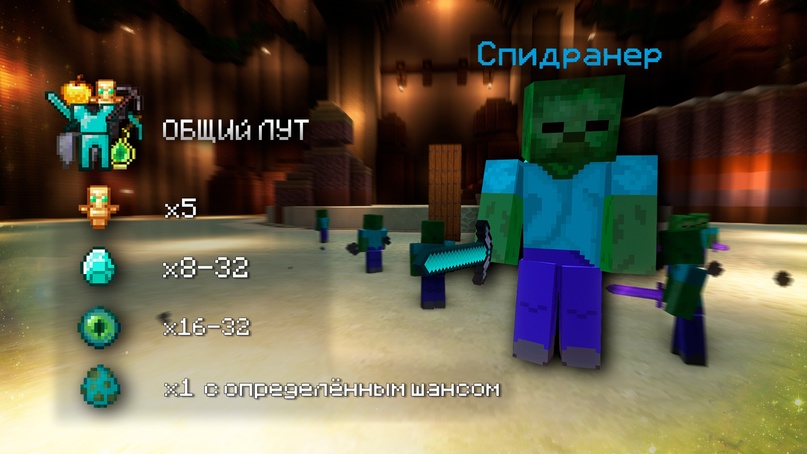 Спидранер
ОБЩИЙ ЛУТ
x5
x8-32
x16-32
x1 с определённым шансом